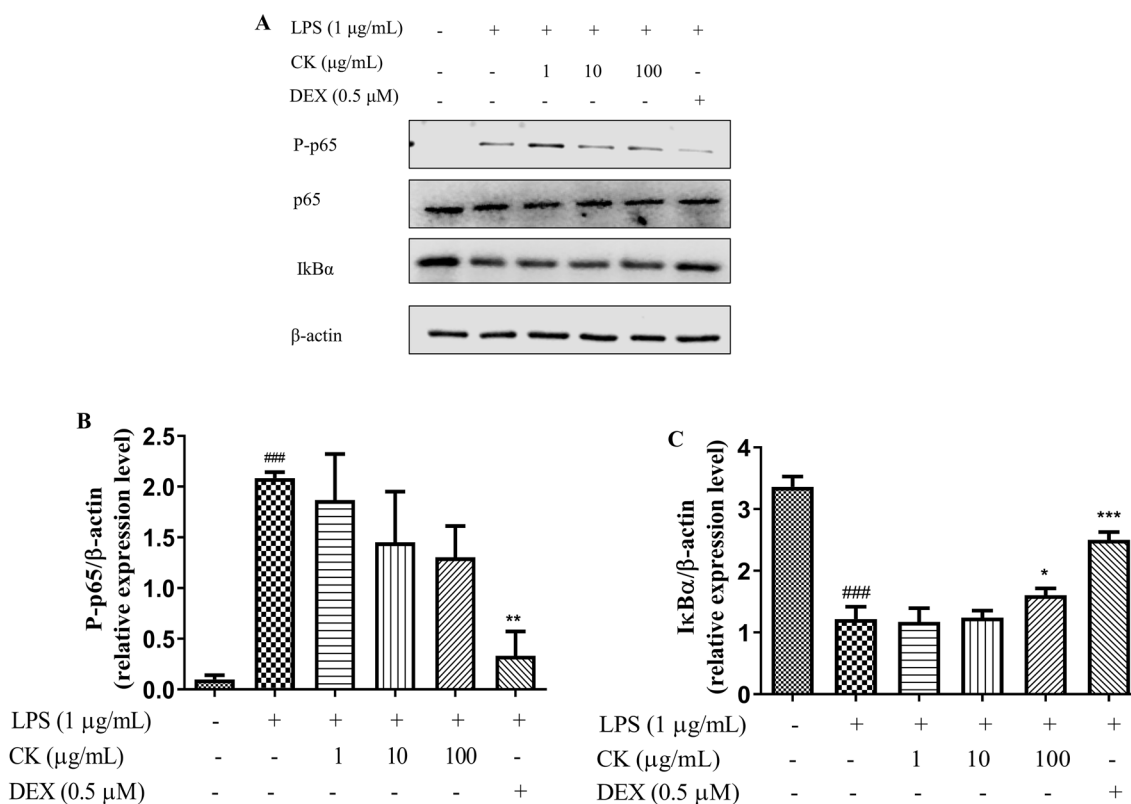 A
LPS (1 μg/mL) - + + + + +
CK (μg/mL) - - 1 10 100 -
DEX (0.5 μM) - - - - - +
P-p65
p65
IkBα
β-actin
B
P-p65/β-actin
(relative expression level)
2.5
2.0
1.5
1.0
0.5
0.0
###
**
LPS (1 μg/mL) - + + + + +
CK (μg/mL) - - 1 10 100 -
DEX (0.5 μM) - - - - - +
C
IκBα/β-actin
(relative expression level)
4
3
2
1
0
###
*
***
LPS (1 μg/mL) - + + + + +
CK (μg/mL) - - 1 10 100 -
DEX (0.5 μM) - - - - - +